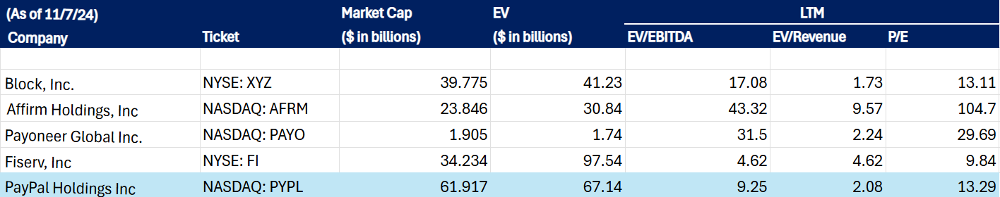 (As of 11/7/24) Market Cap EV LTM
Company Ticket ($ in billions) ($ in billions) EV/EBITDA EV/Revenue P/E
Block, Inc. NYSE: XYZ 39.775 41.23 17.08 1.73 13.11
Affirm Holdings, Inc NASDAQ: AFRM 23.846 30.84 43.32 9.57 104.7
Payoneer Global Inc. NASDAQ: PAYO 1.905 1.74 31.5 2.24 29.69
Fiserv, Inc NYSE: FI 34.234 97.54 4.62 4.62 9.84
PayPal Holdings Inc NASDAQ: PYPL 61.917 67.14 9.25 2.08 13.29